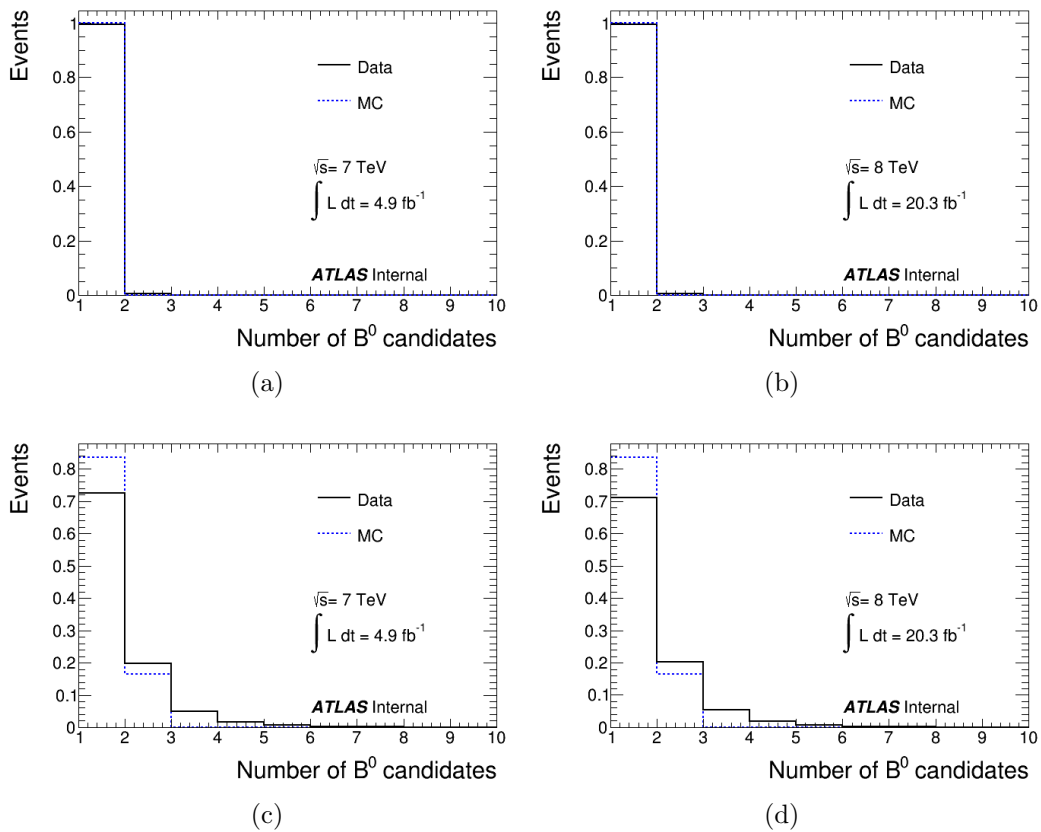 Events
1
0.8
0.6
0.4
0.2
0
Data
MC
√s= 7 TeV
∫ L dt = 4.9 fb⁻¹
ATLAS Internal
1 2 3 4 5 6 7 8 9 10
Number of B⁰ candidates
(a)
Events
1
0.8
0.6
0.4
0.2
0
Data
MC
√s= 8 TeV
∫ L dt = 20.3 fb⁻¹
ATLAS Internal
1 2 3 4 5 6 7 8 9 10
Number of B⁰ candidates
(b)
Events
0.8
0.7
0.6
0.5
0.4
0.3
0.2
0.1
0
Data
MC
√s= 7 TeV
∫ L dt = 4.9 fb⁻¹
ATLAS Internal
1 2 3 4 5 6 7 8 9 10
Number of B⁰ candidates
(c)
Events
0.8
0.7
0.6
0.5
0.4
0.3
0.2
0.1
0
Data
MC
√s= 8 TeV
∫ L dt = 20.3 fb⁻¹
ATLAS Internal
1 2 3 4 5 6 7 8 9 10
Number of B⁰ candidates
(d)